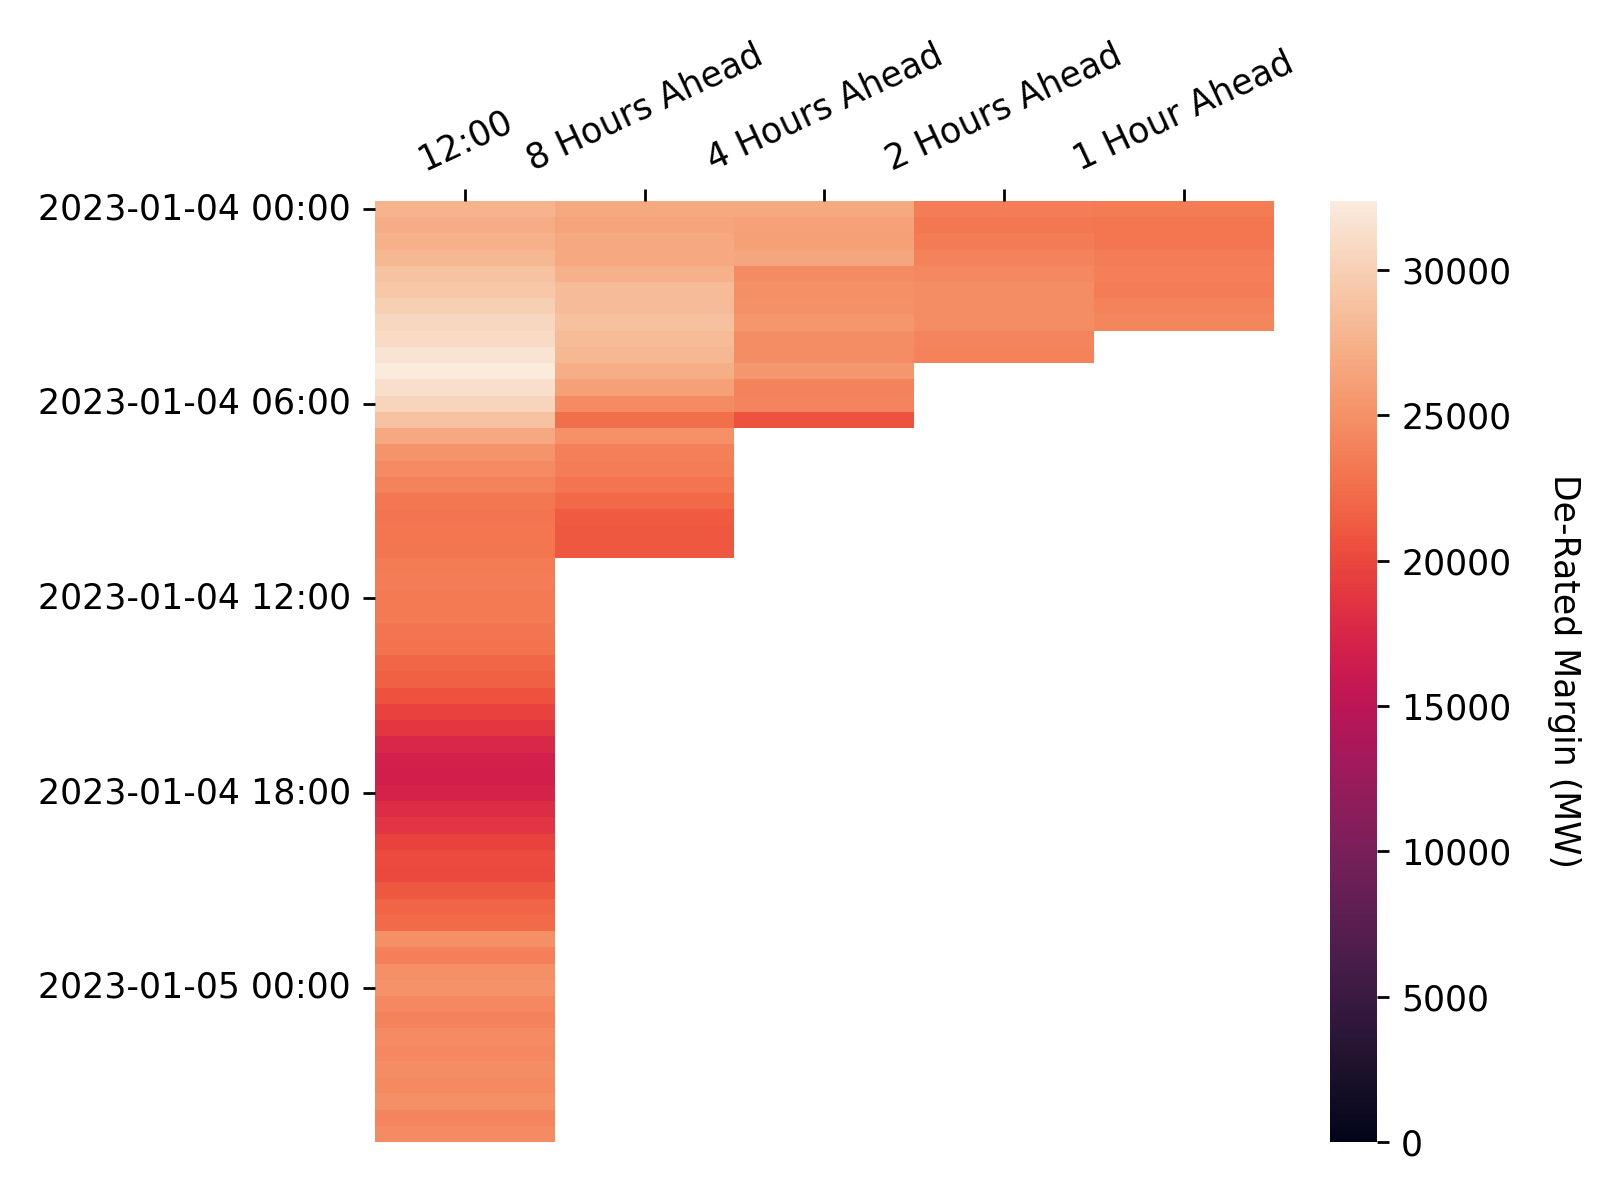 12:00
8 Hours Ahead
4 Hours Ahead
2 Hours Ahead
1 Hour Ahead
2023-01-04 00:00
2023-01-04 06:00
2023-01-04 12:00
2023-01-04 18:00
2023-01-05 00:00
30000
25000
20000
15000
10000
5000
0
De-Rated Margin (MW)